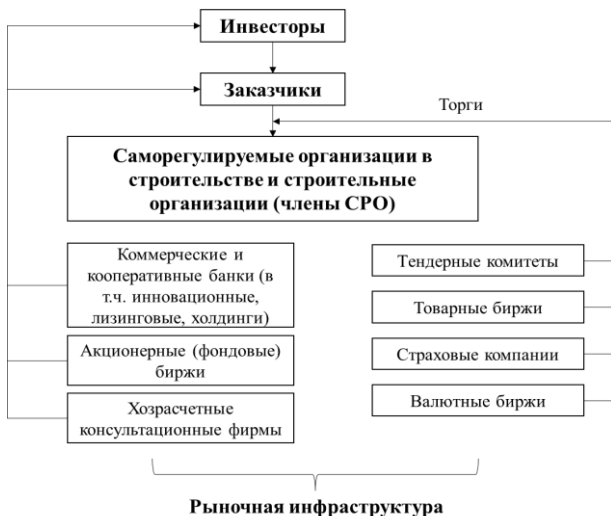 Инвесторы
Заказчики
Торги
Саморегулируемые организации в
строительстве и строительные
организации (члены СРО)
Коммерческие и
кооперативные банки (в
т.ч. инновационные,
лизинговые, холдинги)
Акционерные (фондовые)
биржи
Хозрасчетные
консультационные фирмы
Тендерные комитеты
Товарные биржи
Страховые компании
Валютные биржи
Рыночная инфраструктура